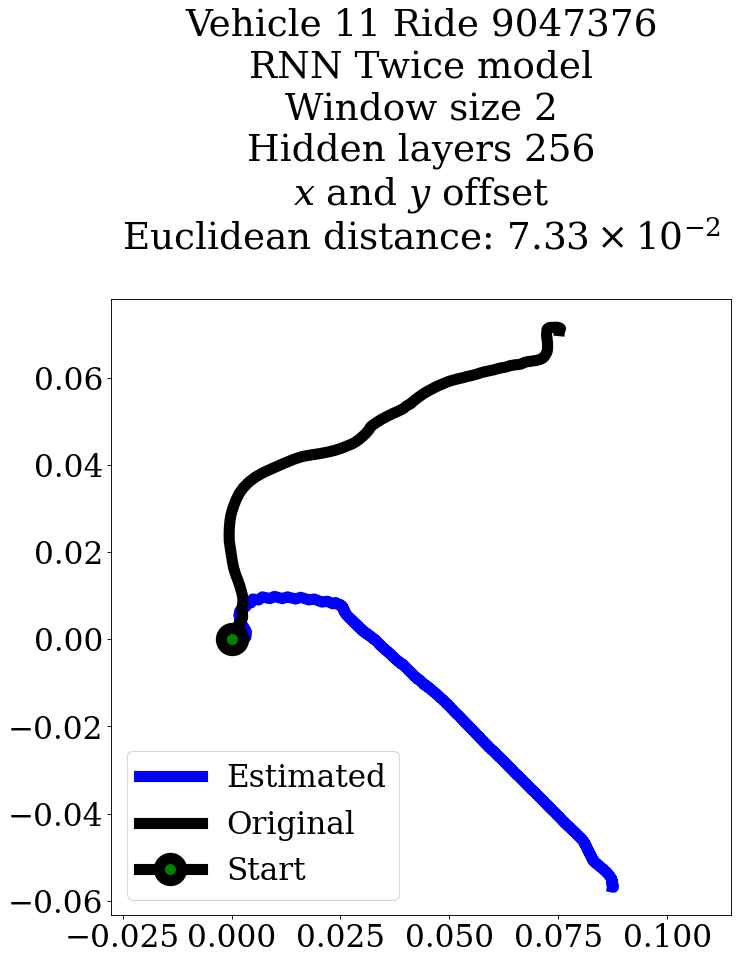 Vehicle 11 Ride 9047376
RNN Twice model
Window size 2
Hidden layers 256
x and y offset
Euclidean distance: 7.33 × 10⁻²
0.06
0.04
0.02
0.00
−0.02
−0.04
−0.06
Estimated
Original
Start
−0.025 0.000 0.025 0.050 0.075 0.100